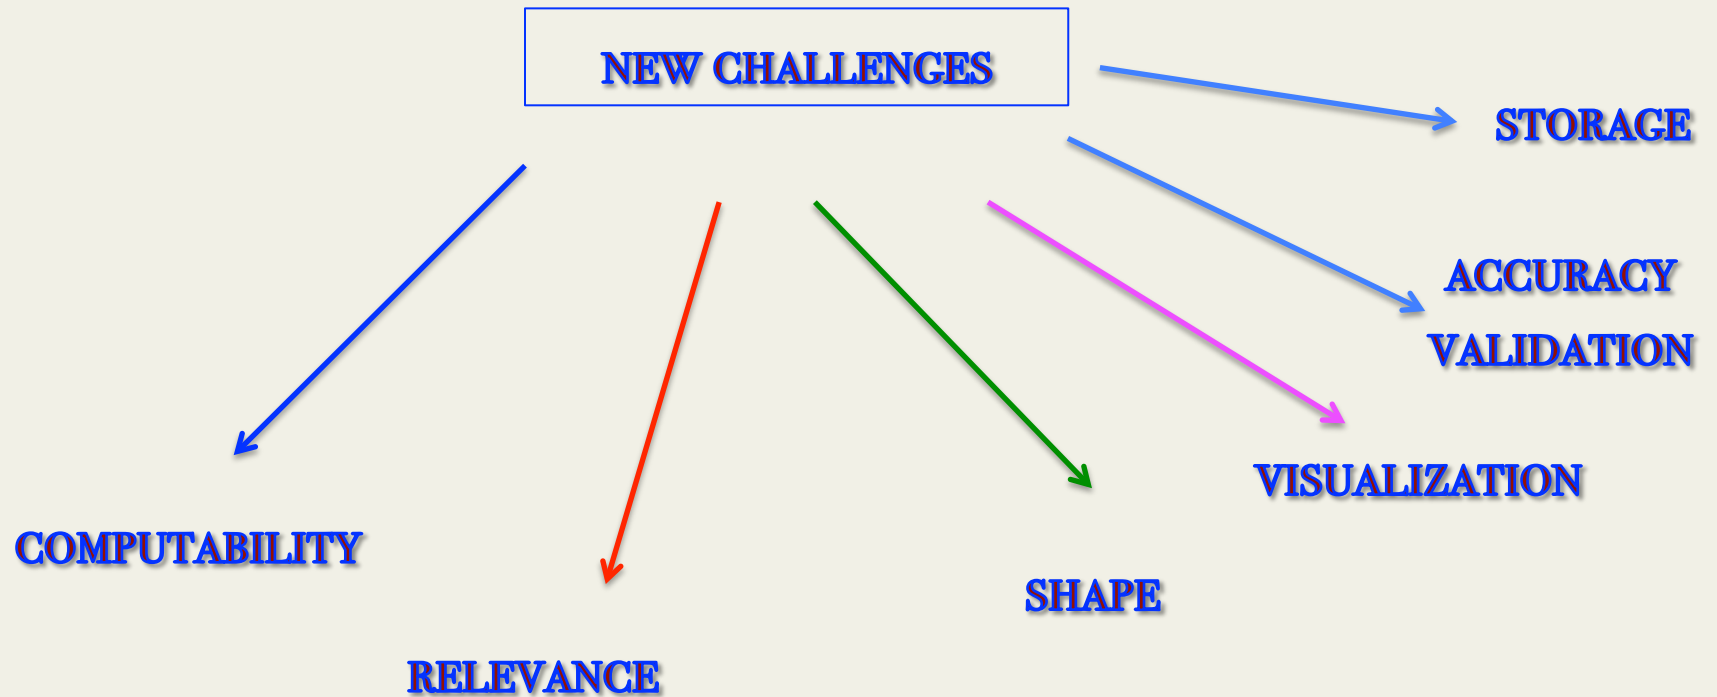 NEW CHALLENGES
STORAGE
ACCURACY
VALIDATION
VISUALIZATION
COMPUTABILITY
SHAPE
RELEVANCE